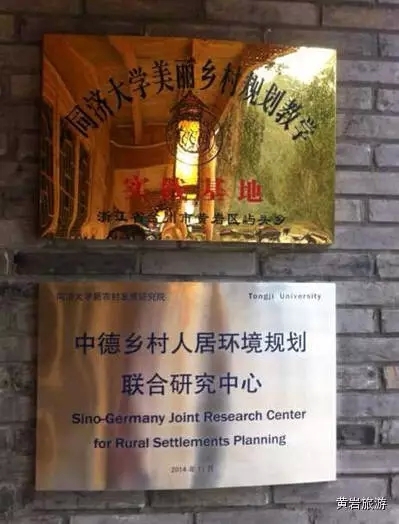 同济大学美丽乡村规划教学
实践基地
浙江省台州市黄岩区屿头乡
同济大学新农村发展研究院 Tongji University
中德乡村人居环境规划
联合研究中心
Sino-Germany Joint Research Center
for Rural Settlements Planning
2014年11月
黄岩旅游